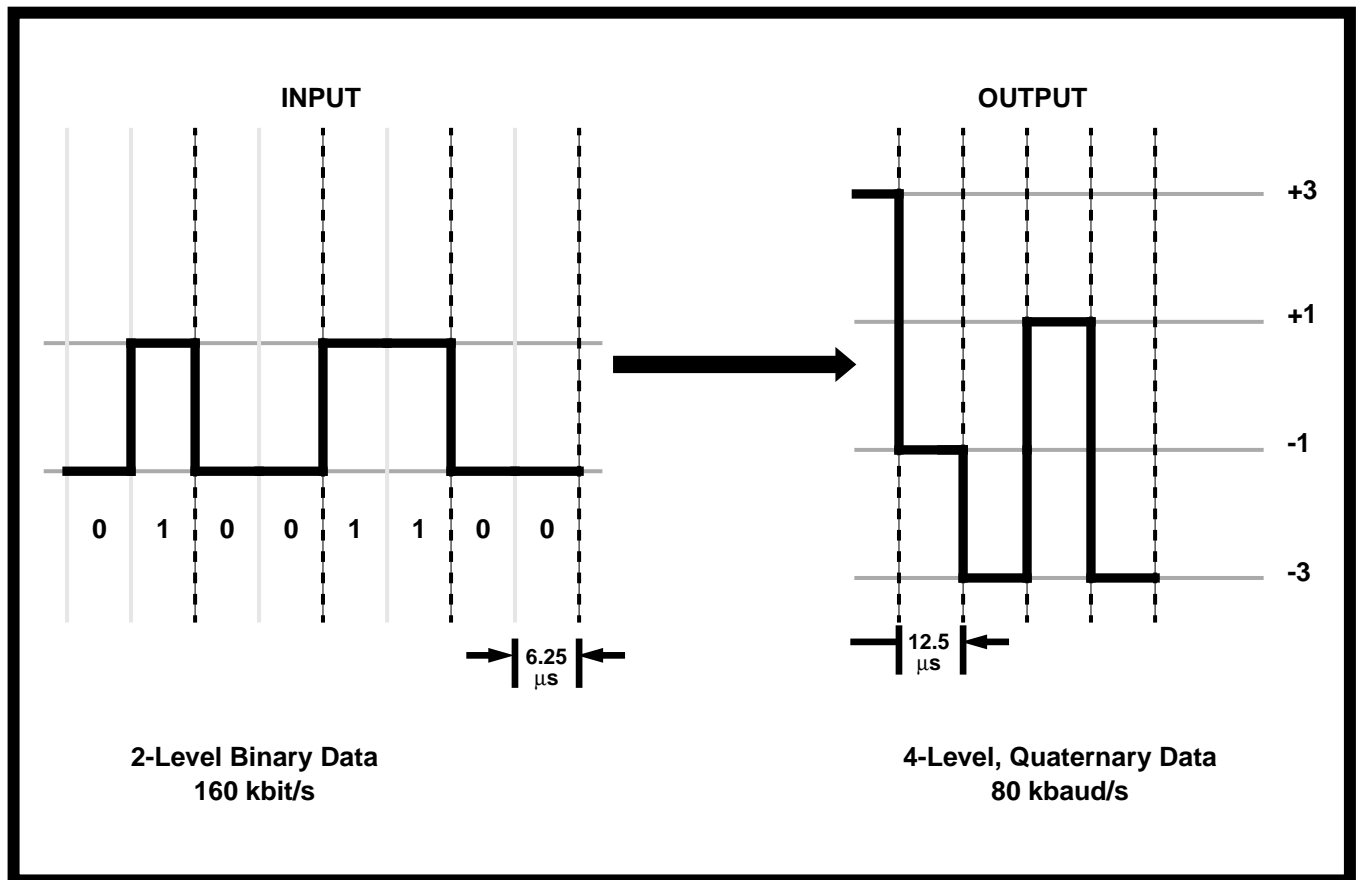 INPUT
OUTPUT
+3
+1
-1
-3
0 1 0 0 1 1 0 0
6.25
μs
12.5
μs
2-Level Binary Data
160 kbit/s
4-Level, Quaternary Data
80 kbaud/s